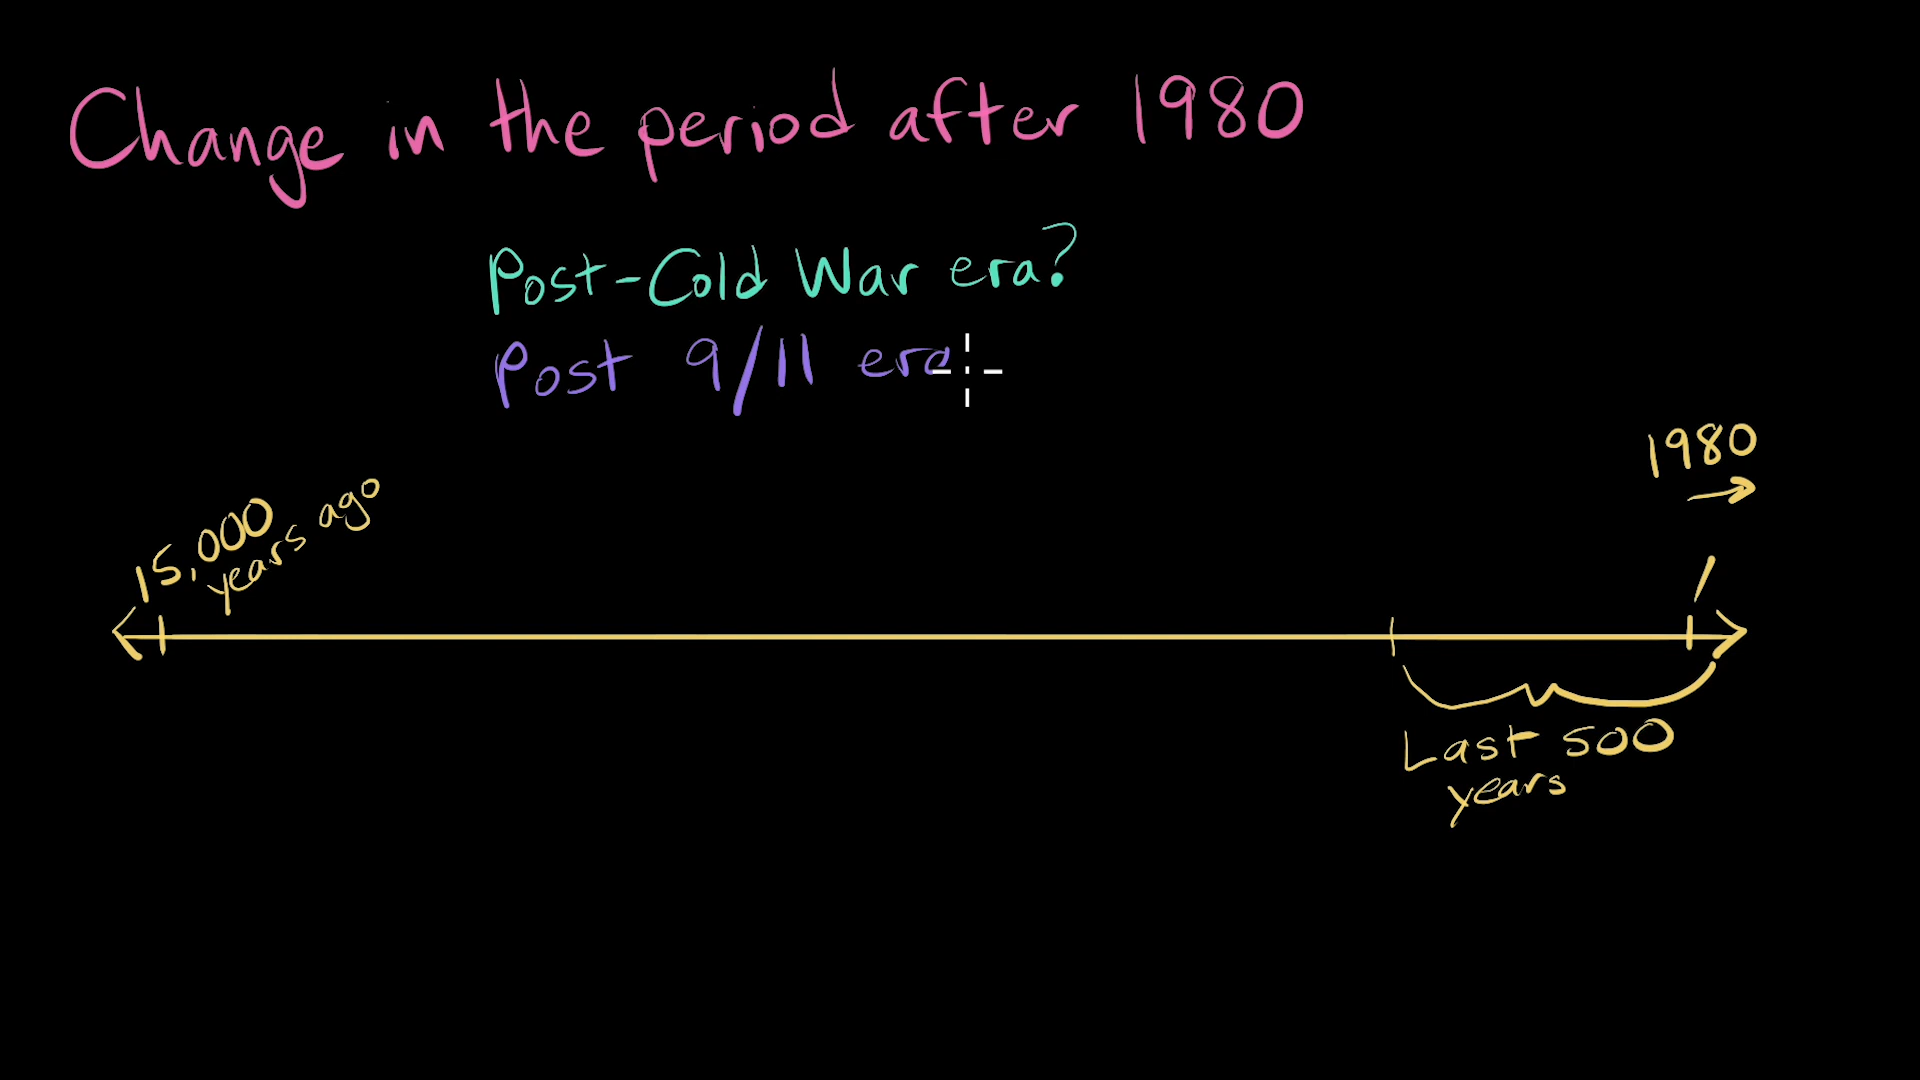 Change in the period after 1980
Post-Cold War era?
Post 9/11 era
1980
15,000
years ago
Last 500
years